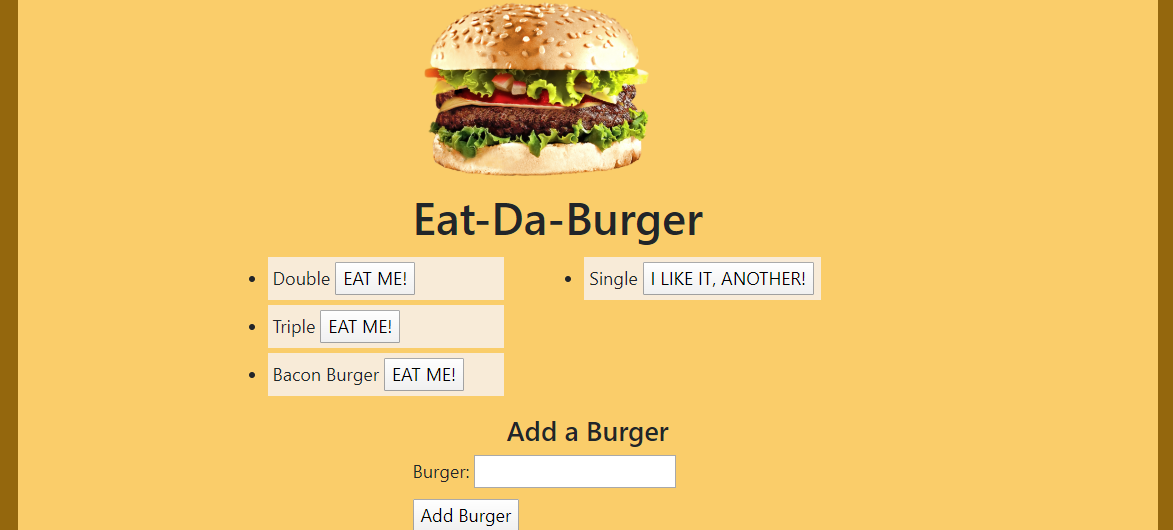 Eat-Da-Burger
Double EAT ME!
Triple EAT ME!
Bacon Burger EAT ME!
Single I LIKE IT, ANOTHER!
Add a Burger
Burger:
Add Burger